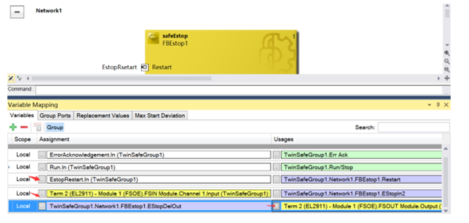 Network1
safeEstop
FBEstop1
EstopRestart Restart
Command
Variable Mapping
Variables Group Ports Replacement Values Max Start Deviation
Group Search:
Scope Assignment Usages
Local ErrorAcknowledgement.In (TwinSafeGroup1) TwinSafeGroup1.Err Ack
Local Run.In (TwinSafeGroup1) TwinSafeGroup1.Run/Stop
Local EstopRestart.In (TwinSafeGroup1) TwinSafeGroup1.Network1.FBEstop1.Restart
Local Term 2 (EL2911) - Module 1 (FSOE).FSIN Module.Channel 1.Input (TwinSafeGroup1) TwinSafeGroup1.Network1.FBEstop1.EStopIn2
Local TwinSafeGroup1.Network1.FBEstop1.EStopDelOut Term 2 (EL2911) - Module 1 (FSOE).FSOUT Module.Output (